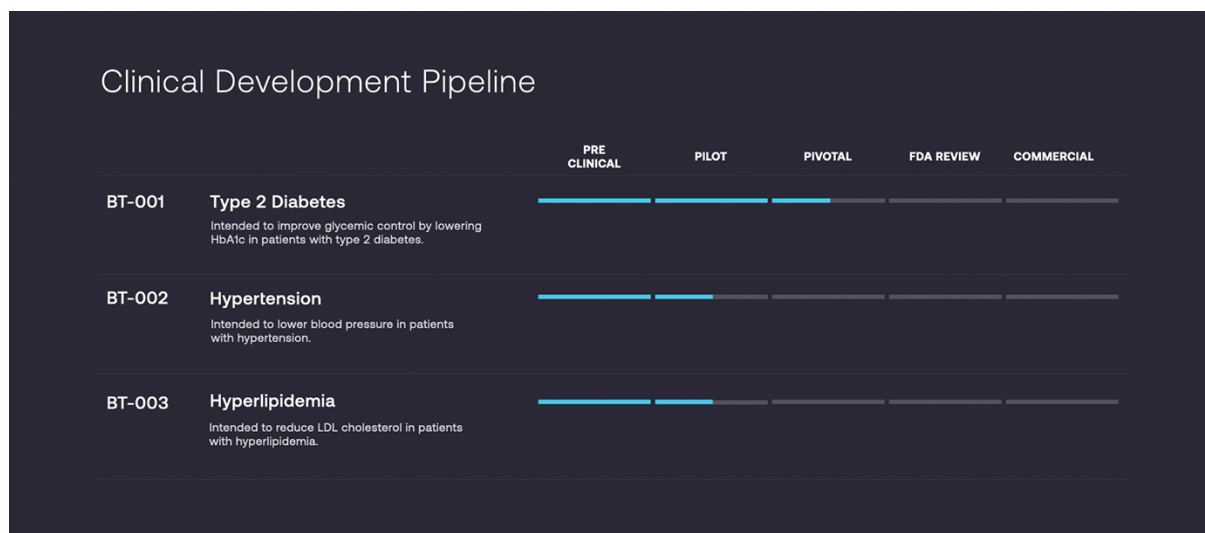 Clinical Development Pipeline
PRE
CLINICAL
PILOT
PIVOTAL
FDA REVIEW
COMMERCIAL
BT-001
Type 2 Diabetes
Intended to improve glycemic control by lowering
HbA1c in patients with type 2 diabetes.
BT-002
Hypertension
Intended to lower blood pressure in patients
with hypertension.
BT-003
Hyperlipidemia
Intended to reduce LDL cholesterol in patients
with hyperlipidemia.